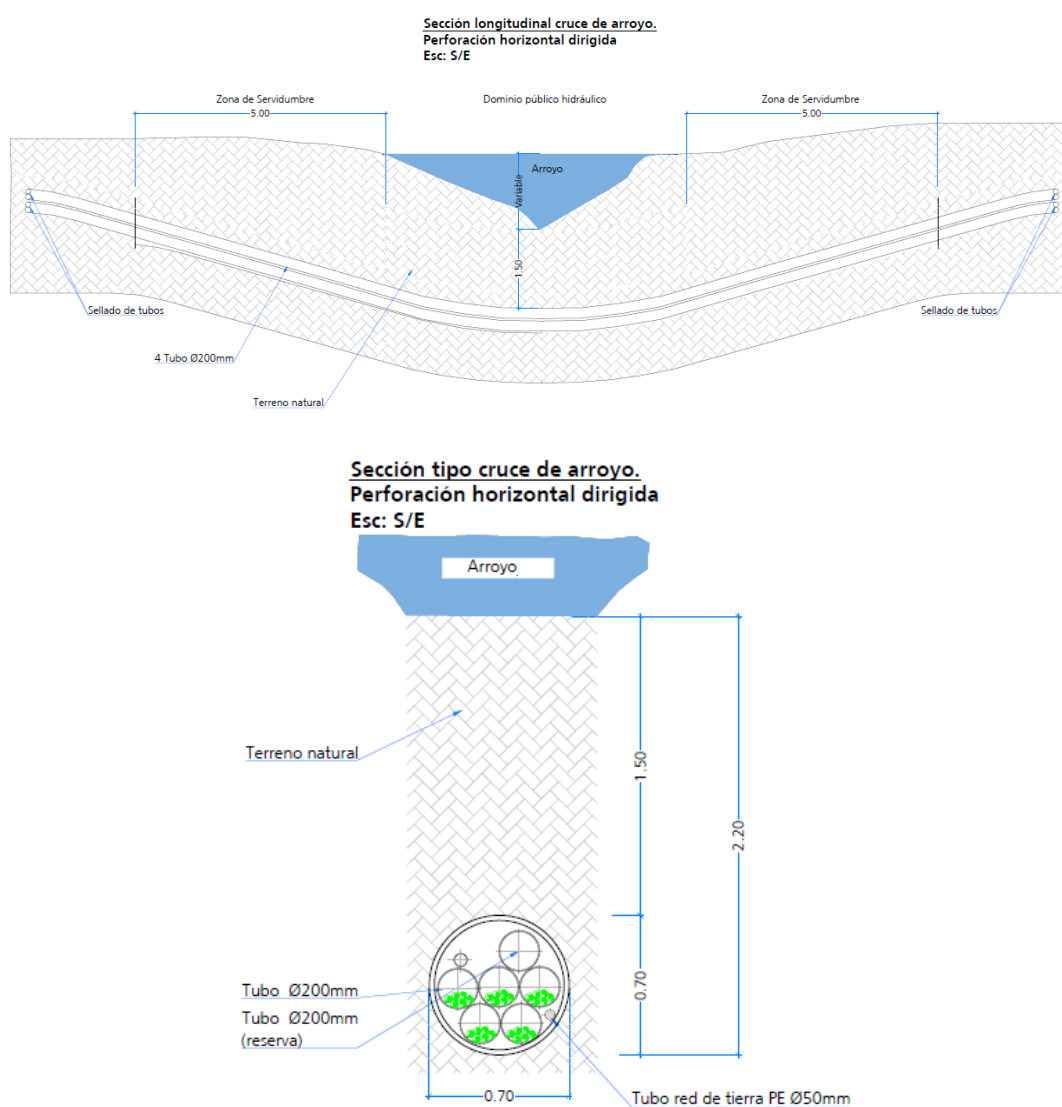 Sección longitudinal cruce de arroyo.
Perforación horizontal dirigida
Esc: S/E
Zona de Servidumbre
Dominio público hidráulico
Zona de Servidumbre
5.00
5.00
Arroyo
Variable
1.50
Sellado de tubos
Sellado de tubos
4 Tubo Ø200mm
Terreno natural
Sección tipo cruce de arroyo.
Perforación horizontal dirigida
Esc: S/E
Arroyo
Terreno natural
1.50
2.20
0.70
Tubo Ø200mm
Tubo Ø200mm
(reserva)
0.70
Tubo red de tierra PE Ø50mm